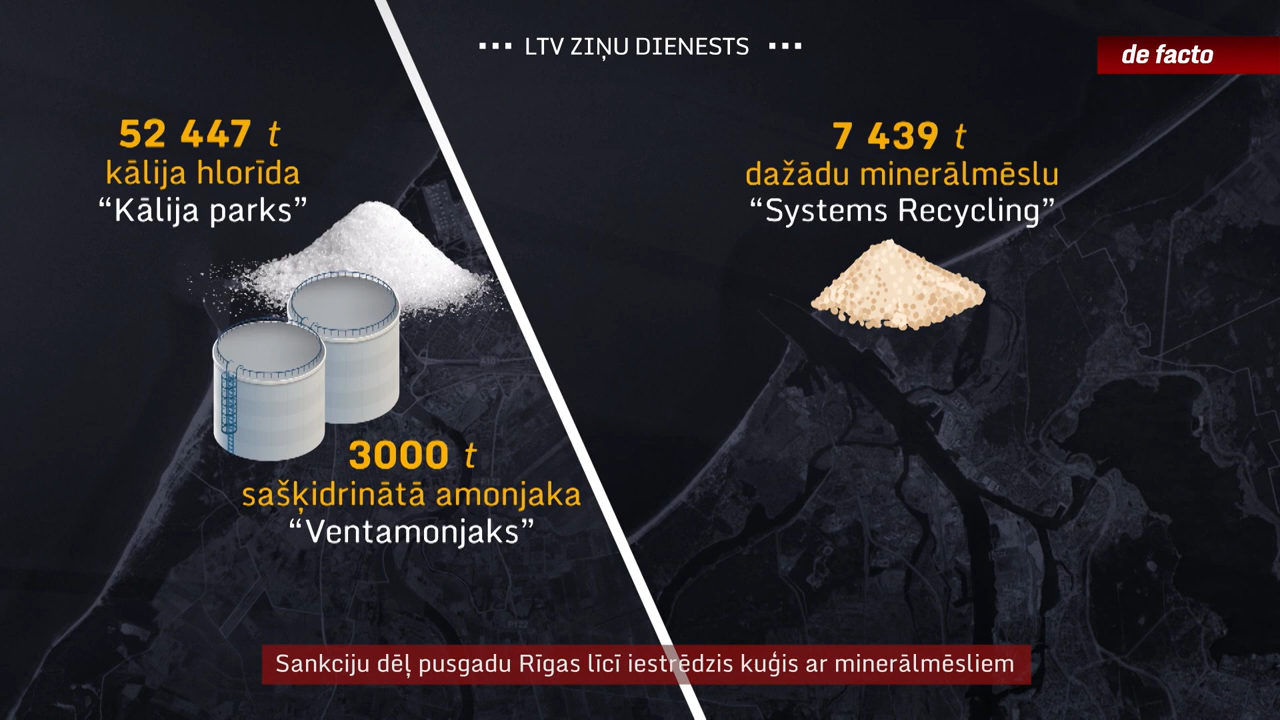 LTV ZIŅU DIENESTS
de facto
52 447 t
kālija hlorīda
“Kālija parks”
3000 t
sašķidrinātā amonjaka
“Ventamonjaks”
7 439 t
dažādu minerālmēslu
“Systems Recycling”
Sankciju dēļ pusgadu Rīgas līcī iestrēdzis kuģis ar minerālmēsliem